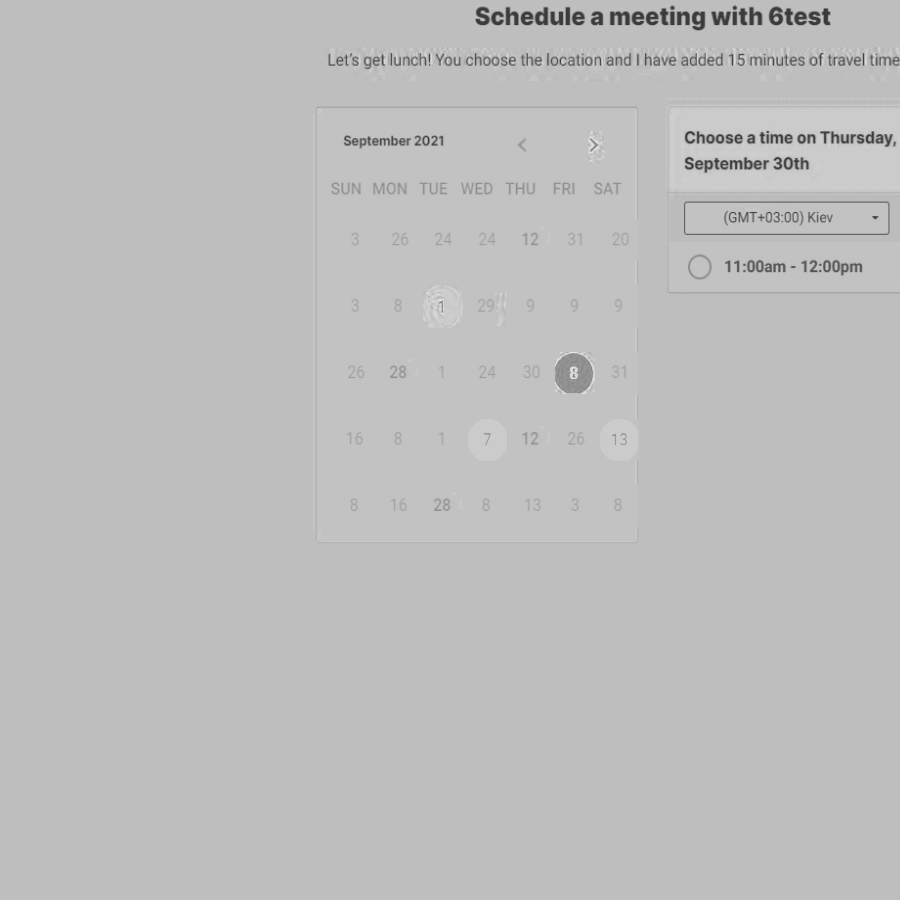 Schedule a meeting with 6test
Let's get lunch! You choose the location and I have added 15 minutes of travel time
September 2021
SUN MON TUE WED THU FRI SAT
3 26 24 24 12 31 20
3 8 1 29 9 9 9
26 28 1 24 30 8 31
16 8 1 7 12 26 13
8 16 28 8 13 3 8
Choose a time on Thursday,
September 30th
(GMT+03:00) Kiev
11:00am - 12:00pm